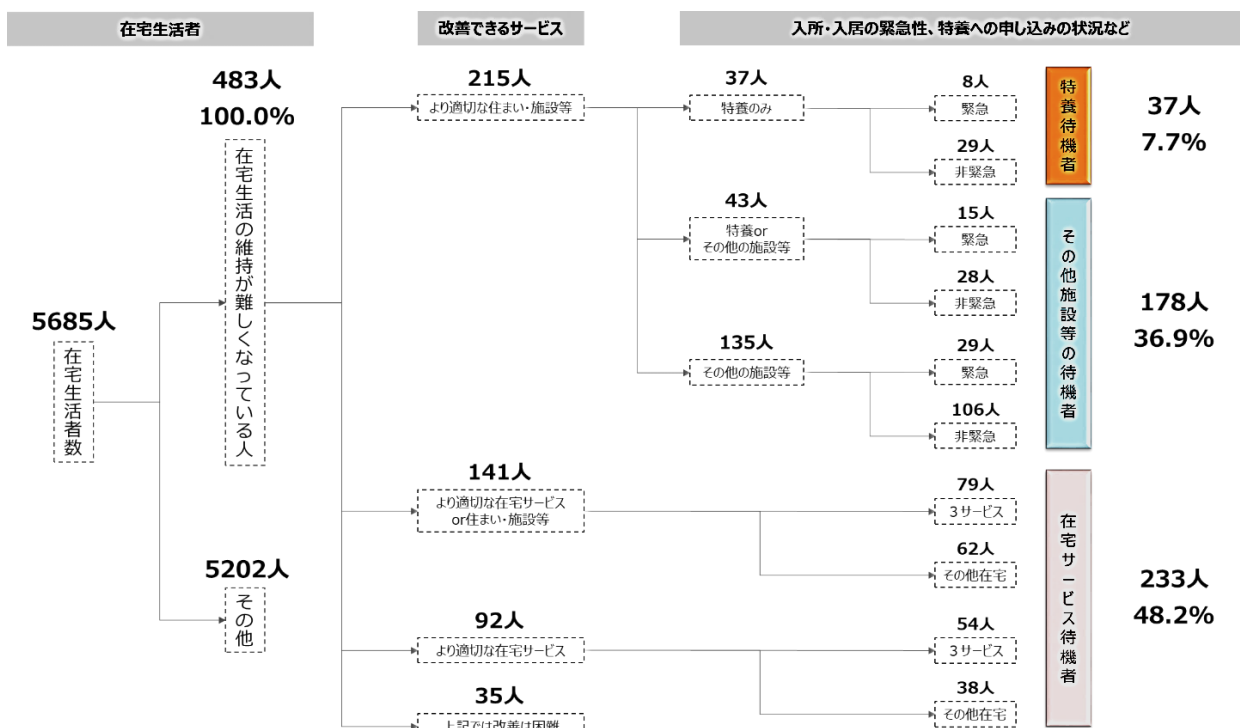 在宅生活者
改善できるサービス
入所・入居の緊急性、特養への申し込みの状況など
5685人
在宅生活者数
483人
100.0%
在宅生活の維持が難しくなっている人
5202人
その他
215人
より適切な住まい・施設等
37人
特養のみ
8人
緊急
29人
非緊急
43人
特養or
その他の施設等
15人
緊急
28人
非緊急
135人
その他の施設等
29人
緊急
106人
非緊急
141人
より適切な在宅サービス
or住まい・施設等
79人
3サービス
62人
その他在宅
92人
より適切な在宅サービス
54人
3サービス
38人
その他在宅
35人
上記では改善は困難
特養待機者
37人
7.7%
その他施設等の待機者
178人
36.9%
在宅サービス待機者
233人
48.2%